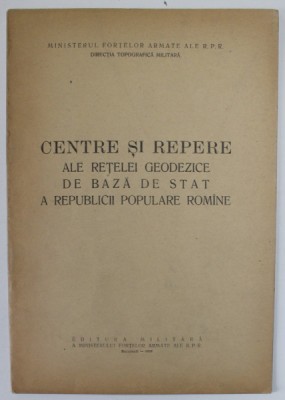 MINISTERUL FORȚELOR ARMATE ALE R.P.R.
DIRECȚIA TOPOGRAFICĂ MILITARĂ
CENTRE ȘI REPERE
ALE REȚELEI GEODEZICE
DE BAZĂ DE STAT
A REPUBLICII POPULARE ROMÎNE
EDITURA MILITARĂ
A MINISTERULUI FORȚELOR ARMATE ALE R.P.R.
București